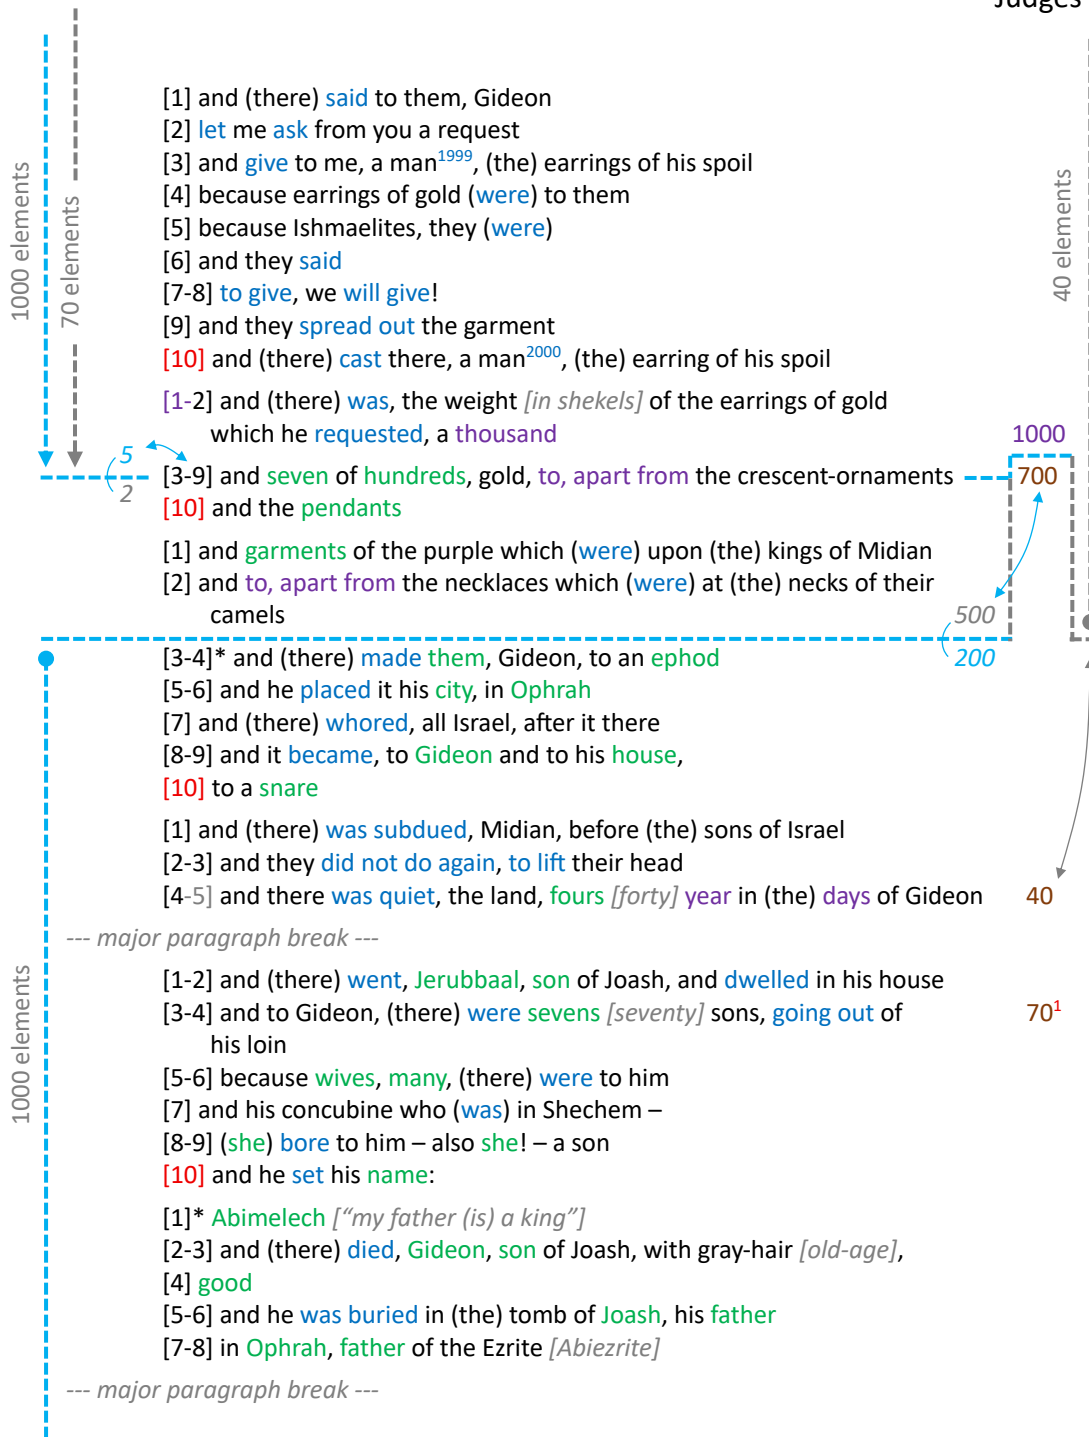 Judges
[1] and (there) said to them, Gideon
[2] let me ask from you a request
[3] and give to me, a man1999, (the) earrings of his spoil
[4] because earrings of gold (were) to them
[5] because Ishmaelites, they (were)
[6] and they said
[7-8] to give, we will give!
[9] and they spread out the garment
[10] and (there) cast there, a man2000, (the) earring of his spoil
1000 elements
70 elements
40 elements
[1-2] and (there) was, the weight [in shekels] of the earrings of gold
which he requested, a thousand
1000
5
[3-9] and seven of hundreds, gold, to, apart from the crescent-ornaments
700
2
[10] and the pendants
[1] and garments of the purple which (were) upon (the) kings of Midian
[2] and to, apart from the necklaces which (were) at (the) necks of their
camels
500
200
[3-4]* and (there) made them, Gideon, to an ephod
[5-6] and he placed it his city, in Ophrah
[7] and (there) whored, all Israel, after it there
[8-9] and it became, to Gideon and to his house,
[10] to a snare
[1] and (there) was subdued, Midian, before (the) sons of Israel
[2-3] and they did not do again, to lift their head
[4-5] and there was quiet, the land, fours [forty] year in (the) days of Gideon
40
--- major paragraph break ---
1000 elements
[1-2] and (there) went, Jerubbaal, son of Joash, and dwelled in his house
[3-4] and to Gideon, (there) were sevens [seventy] sons, going out of
701
his loin
[5-6] because wives, many, (there) were to him
[7] and his concubine who (was) in Shechem –
[8-9] (she) bore to him – also she! – a son
[10] and he set his name:
[1]* Abimelech ["my father (is) a king"]
[2-3] and (there) died, Gideon, son of Joash, with gray-hair [old-age],
[4] good
[5-6] and he was buried in (the) tomb of Joash, his father
[7-8] in Ophrah, father of the Ezrite [Abiezrite]
--- major paragraph break ---